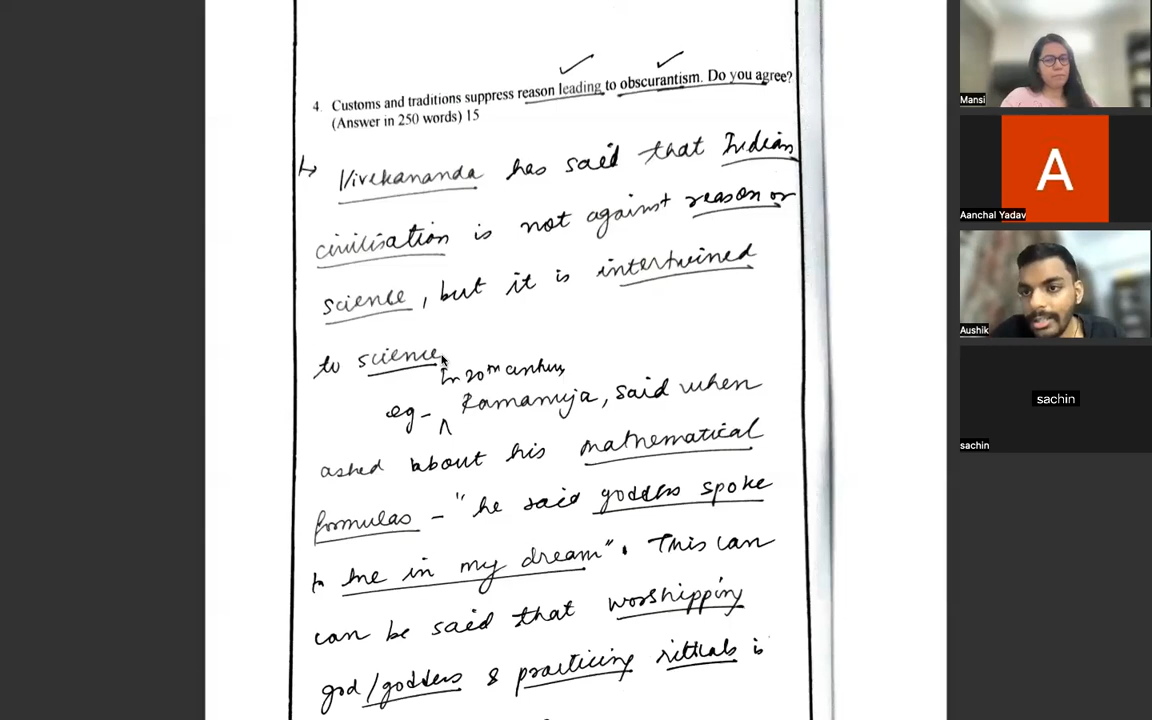 4 Customs and traditions suppress reason leading to obscurantism. Do you agree?
(Answer in 250 words) 15
Vivekananda has said that Indian
civilisation is not against reason or
science, but it is intertwined
to science
In 20th century
eg- Ramanuja, said when
asked about his mathematical
formulas - "he said goddess spoke
to me in my dream". This can
can be said that worshipping
god/goddess & practicing rituals is
Mansi
A
Aanchal Yadav
Aushik
sachin
sachin